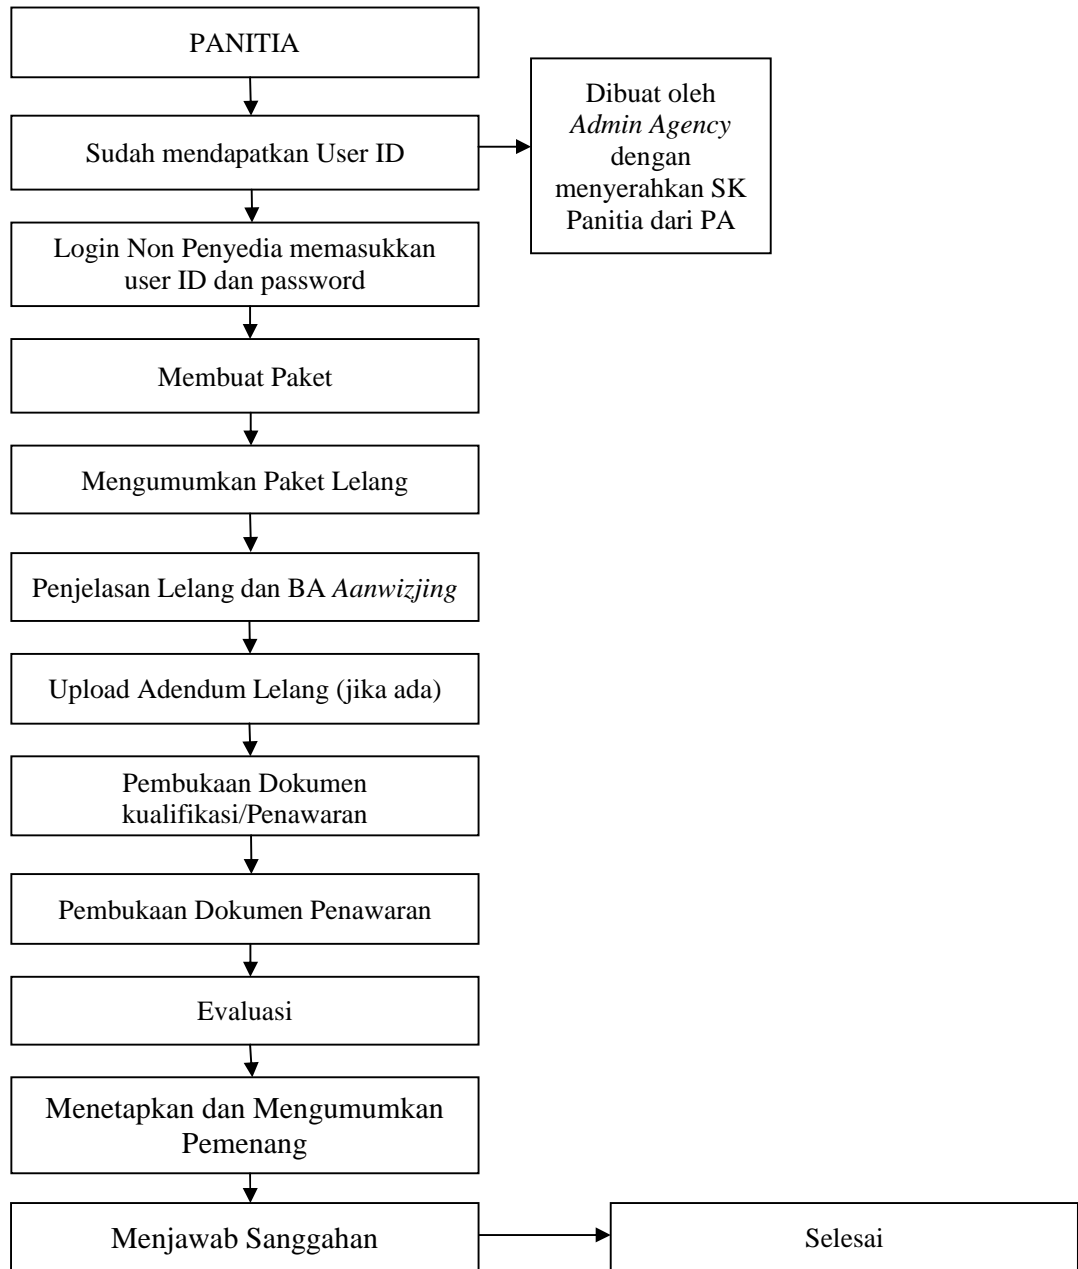 PANITIA
Sudah mendapatkan User ID
Dibuat oleh
Admin Agency
dengan
menyerahkan SK
Panitia dari PA
Login Non Penyedia memasukkan
user ID dan password
Membuat Paket
Mengumumkan Paket Lelang
Penjelasan Lelang dan BA Aanwizjing
Upload Adendum Lelang (jika ada)
Pembukaan Dokumen
kualifikasi/Penawaran
Pembukaan Dokumen Penawaran
Evaluasi
Menetapkan dan Mengumumkan
Pemenang
Menjawab Sanggahan
Selesai